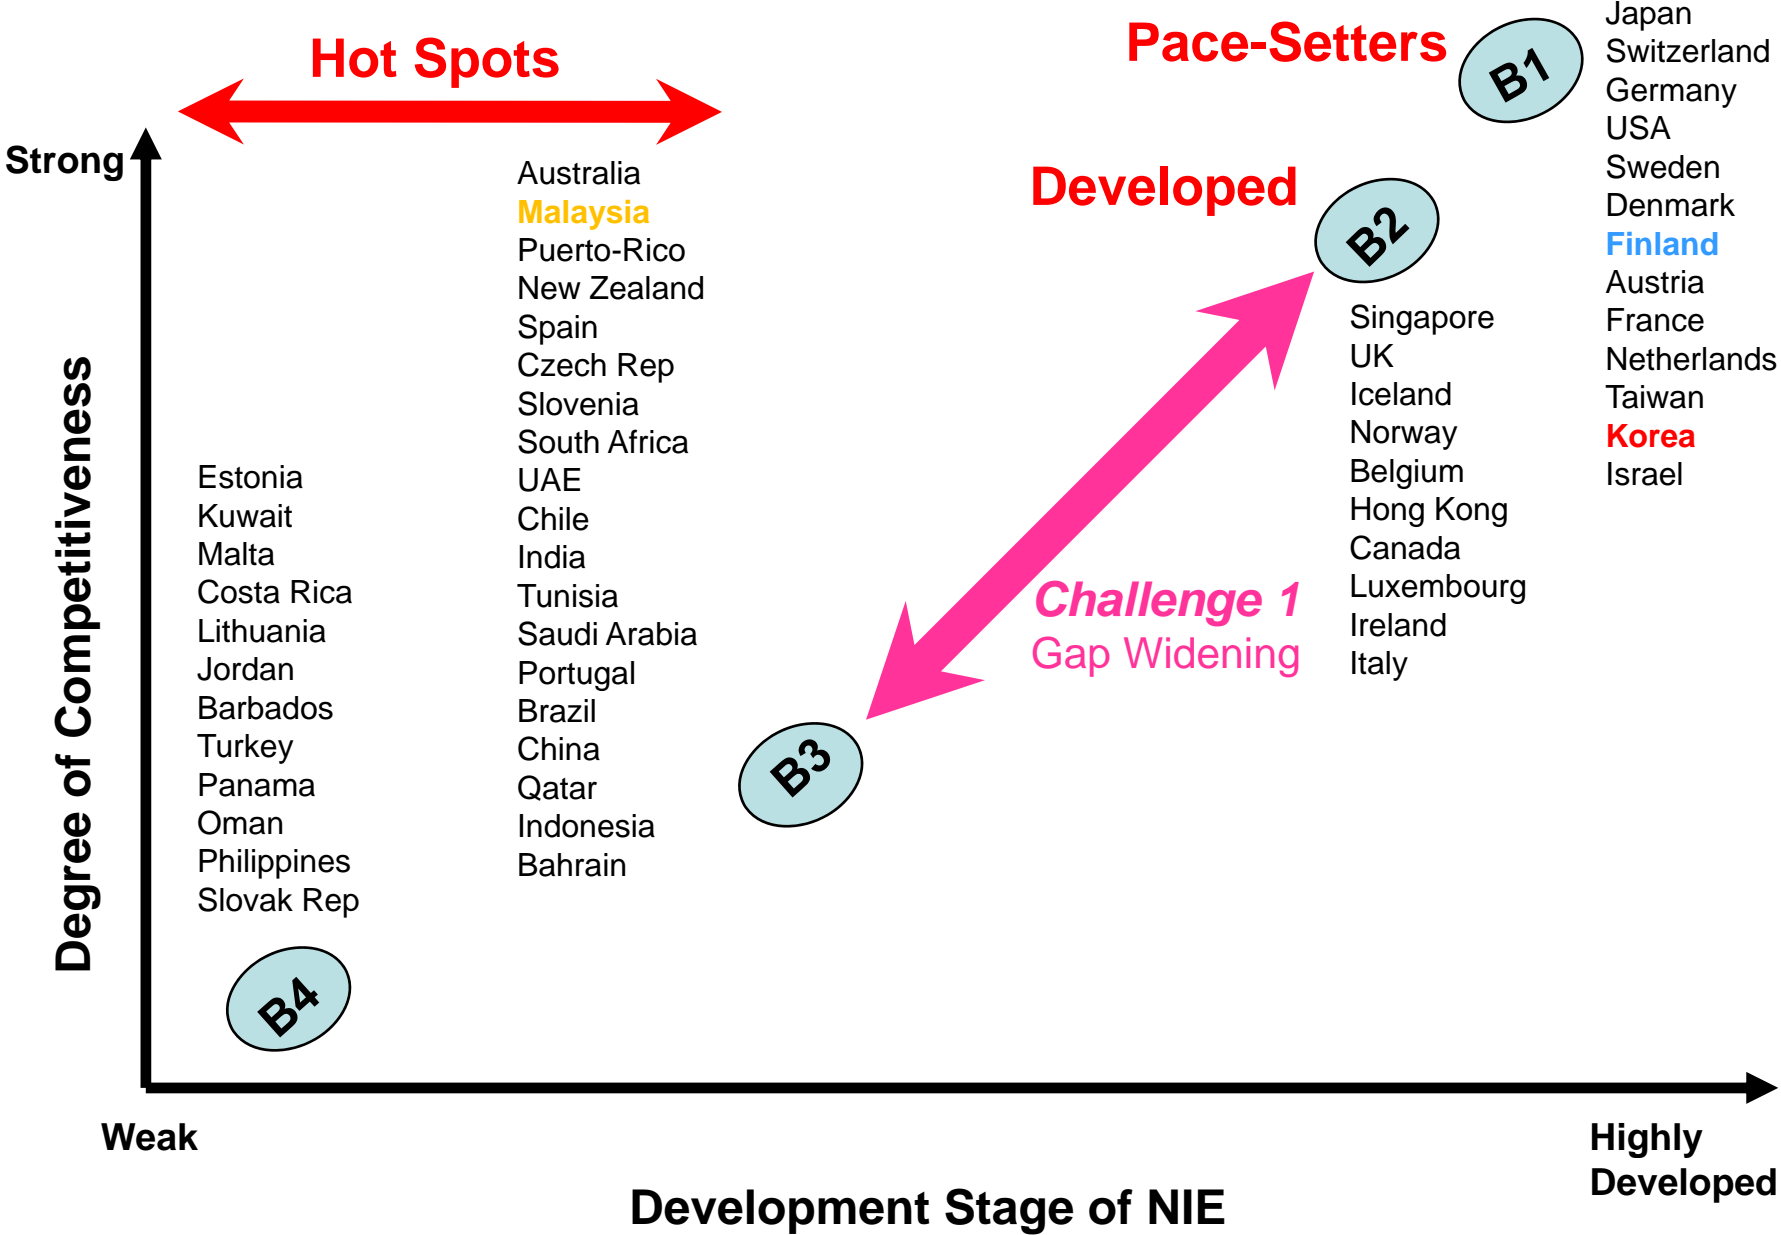 Hot Spots
Pace-Setters
B1
Japan
Switzerland
Germany
USA
Sweden
Denmark
Finland
Austria
France
Netherlands
Taiwan
Korea
Israel
Strong
Developed
B2
Singapore
UK
Iceland
Norway
Belgium
Hong Kong
Canada
Luxembourg
Ireland
Italy
Australia
Malaysia
Puerto-Rico
New Zealand
Spain
Czech Rep
Slovenia
South Africa
UAE
Chile
India
Tunisia
Saudi Arabia
Portugal
Brazil
China
Qatar
Indonesia
Bahrain
B3
Challenge 1
Gap Widening
Estonia
Kuwait
Malta
Costa Rica
Lithuania
Jordan
Barbados
Turkey
Panama
Oman
Philippines
Slovak Rep
B4
Degree of Competitiveness
Weak
Highly
Developed
Development Stage of NIE